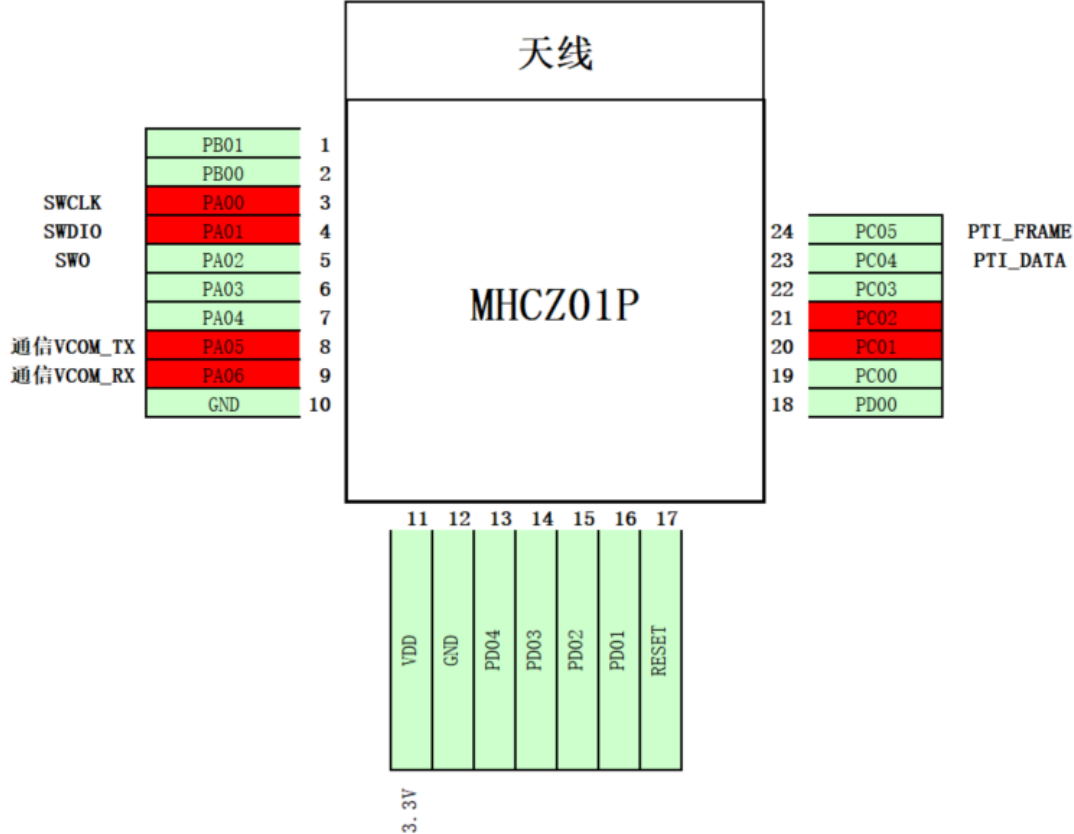 天线
PB01 1
PB00 2
SWCLK PA00 3
SWDIO PA01 4
SWO PA02 5
PA03 6
PA04 7
通信VCOM_TX PA05 8
通信VCOM_RX PA06 9
GND 10
MHCZ01P
24 PC05 PTI_FRAME
23 PC04 PTI_DATA
22 PC03
21 PC02
20 PC01
19 PC00
18 PD00
11 12 13 14 15 16 17
VDD GND PD04 PD03 PD02 PD01 RESET
3.3V